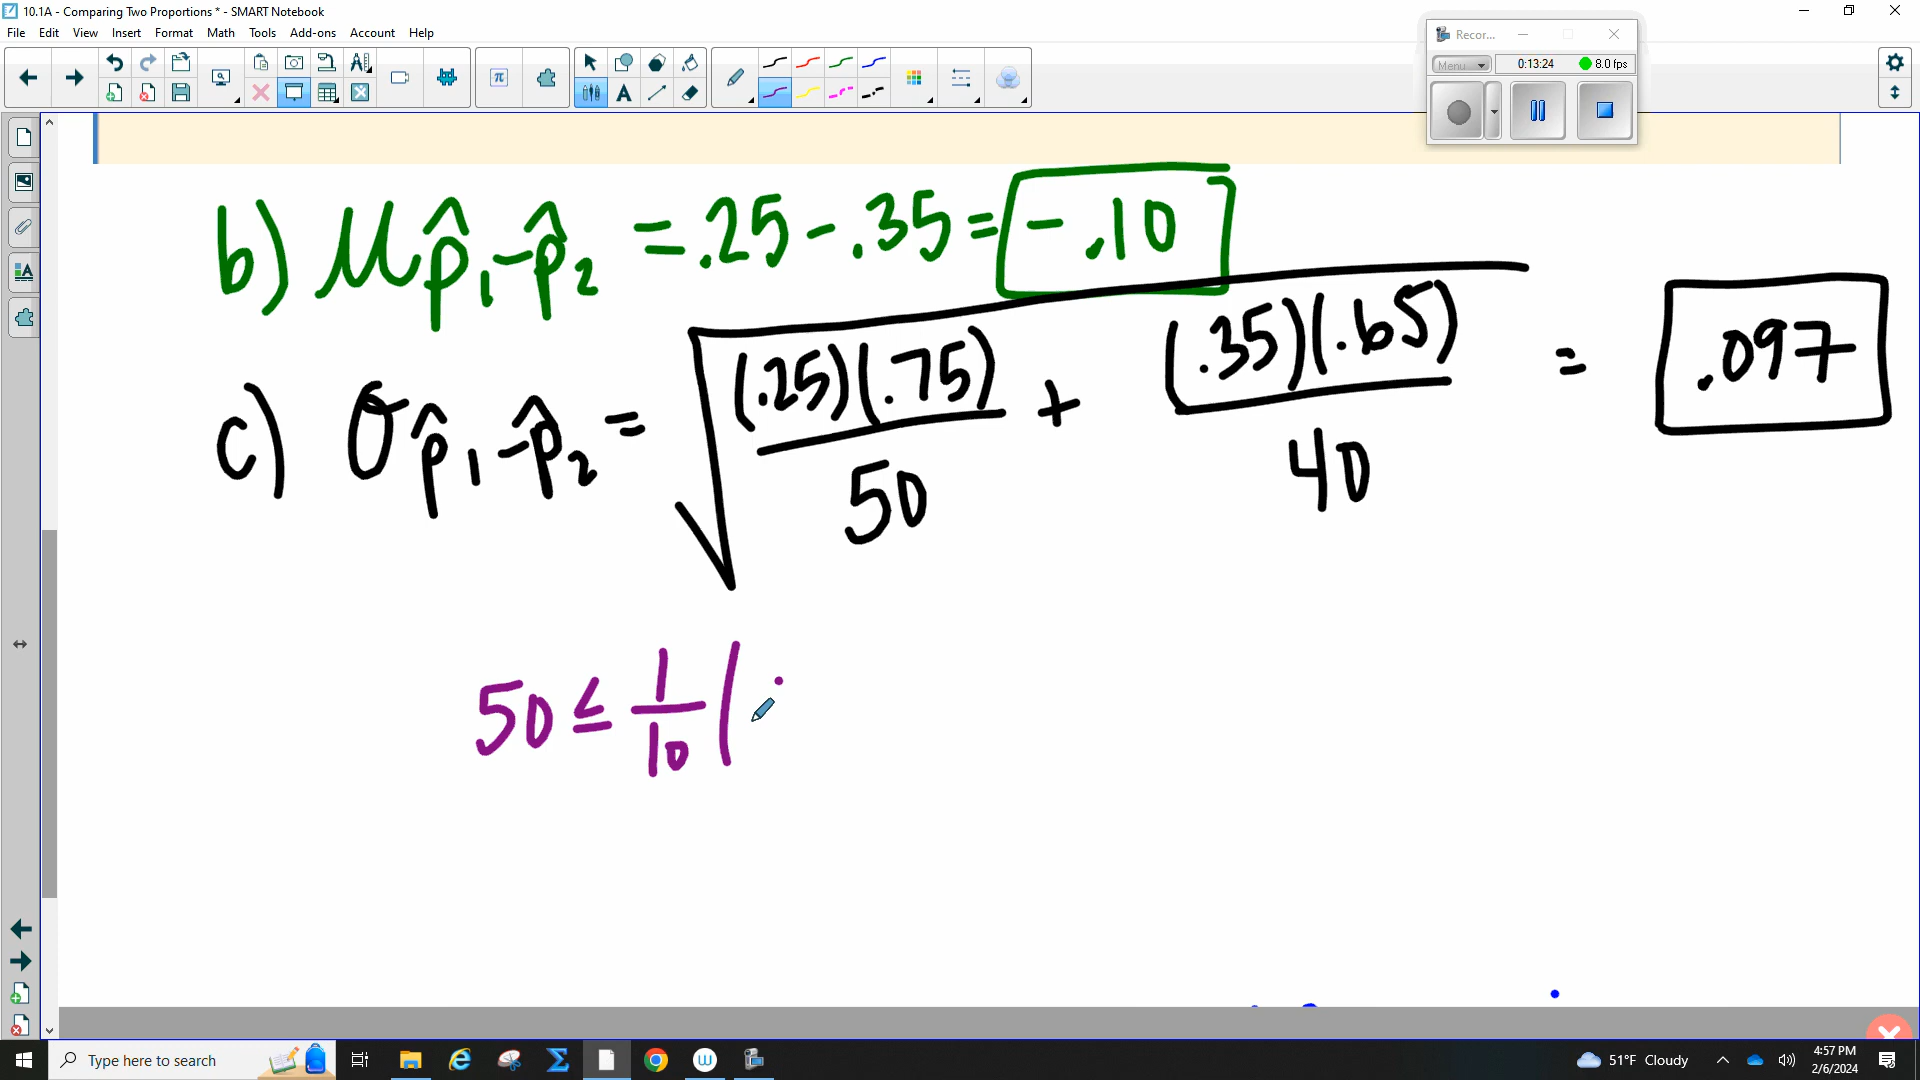 10.1A - Comparing Two Proportions * - SMART Notebook
File Edit View Insert Format Math Tools Add-ons Account Help
Recor...
Menu 0:13:24 8.0 fps
b) μ p̂₁-p̂₂ = .25 - .35 = -.10
c) σ p̂₁-p̂₂ = √( (.25)(.75)/50 + (.35)(.65)/40 ) = .097
50 ≤ 1/10 (
Type here to search
51°F Cloudy
4:57 PM
2/6/2024